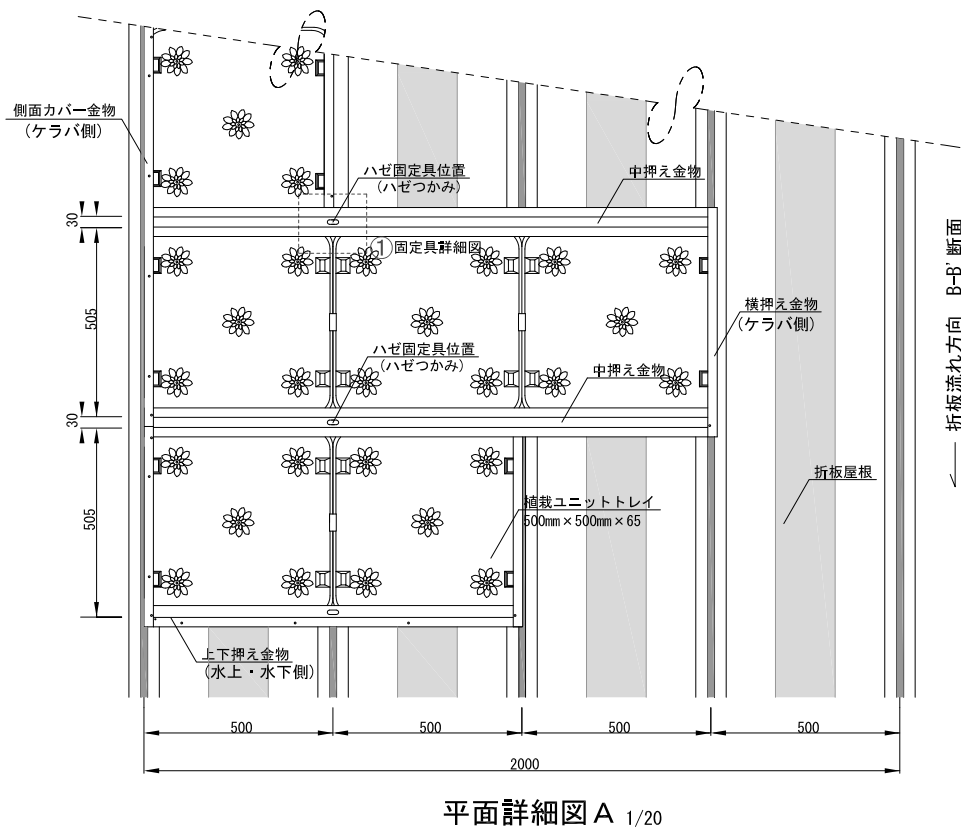 側面カバー金物
(ケラバ側)
ハゼ固定具位置
(ハゼつかみ)
中押え金物
30
① 固定具詳細図
505
横押え金物
(ケラバ側)
ハゼ固定具位置
(ハゼつかみ)
中押え金物
30
折板流れ方向 B-B' 断面
折板屋根
植栽ユニットトレイ
500mm×500mm×65
505
上下押え金物
(水上・水下側)
500
500
500
500
2000
平面詳細図A 1/20